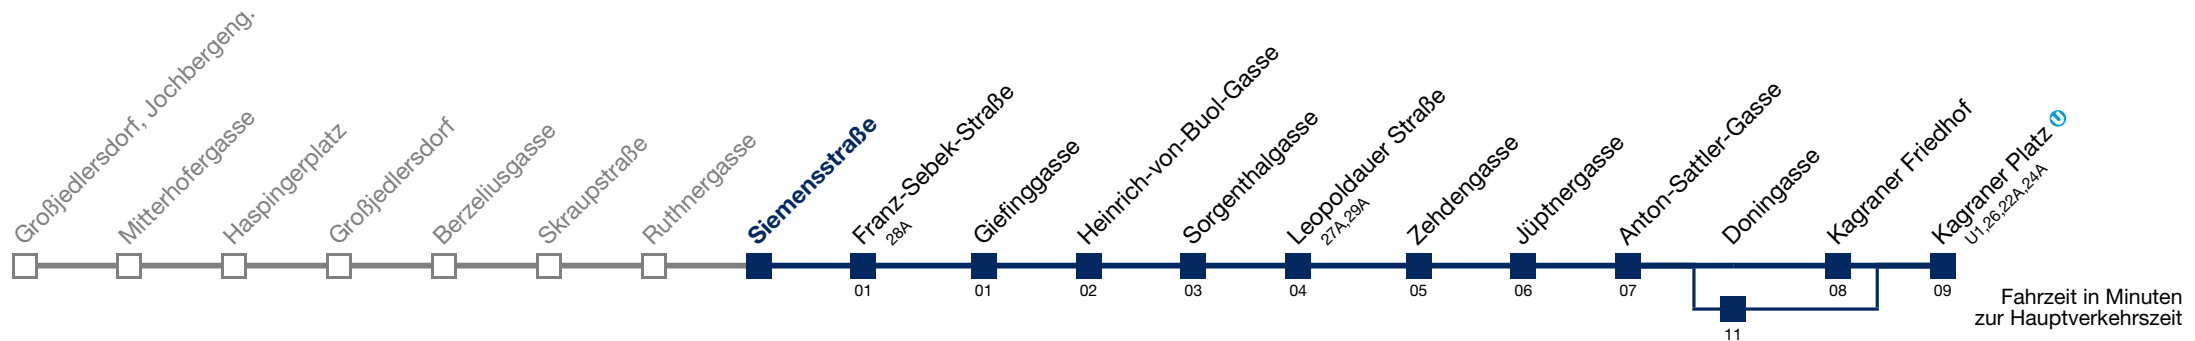 Großjedlersdorf, Jochbergeng.
Mitterhofergasse
Haspingerplatz
Großjedlersdorf
Berzeliusgasse
Skraupstraße
Ruthnergasse
Siemensstraße
Franz-Sebek-Straße
28A
Giefinggasse
Heinrich-von-Buol-Gasse
Sorgenthalgasse
Leopoldauer Straße
27A,29A
Zehdengasse
Jüptnergasse
Anton-Sattler-Gasse
Doningasse
Kagraner Friedhof
Kagraner Platz U
U1,26,22A,24A
01 01 02 03 04 05 06 07 08 09
11
Fahrzeit in Minuten
zur Hauptverkehrszeit